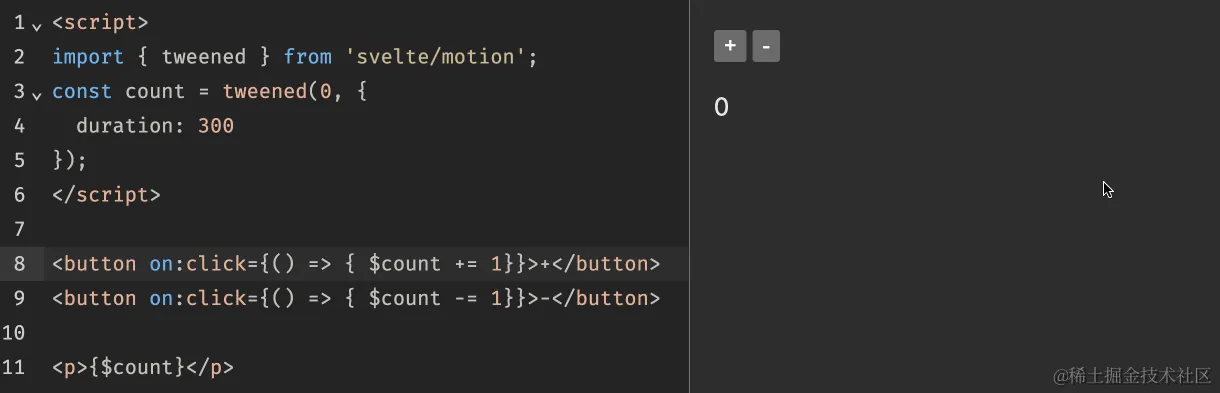 1 <script>
2 import { tweened } from 'svelte/motion';
3 const count = tweened(0, {
4   duration: 300
5 });
6 </script>
7
8 <button on:click={() => { $count += 1}}>+</button>
9 <button on:click={() => { $count -= 1}}>-</button>
10
11 <p>{$count}</p>
+ -
0
@稀土掘金技术社区